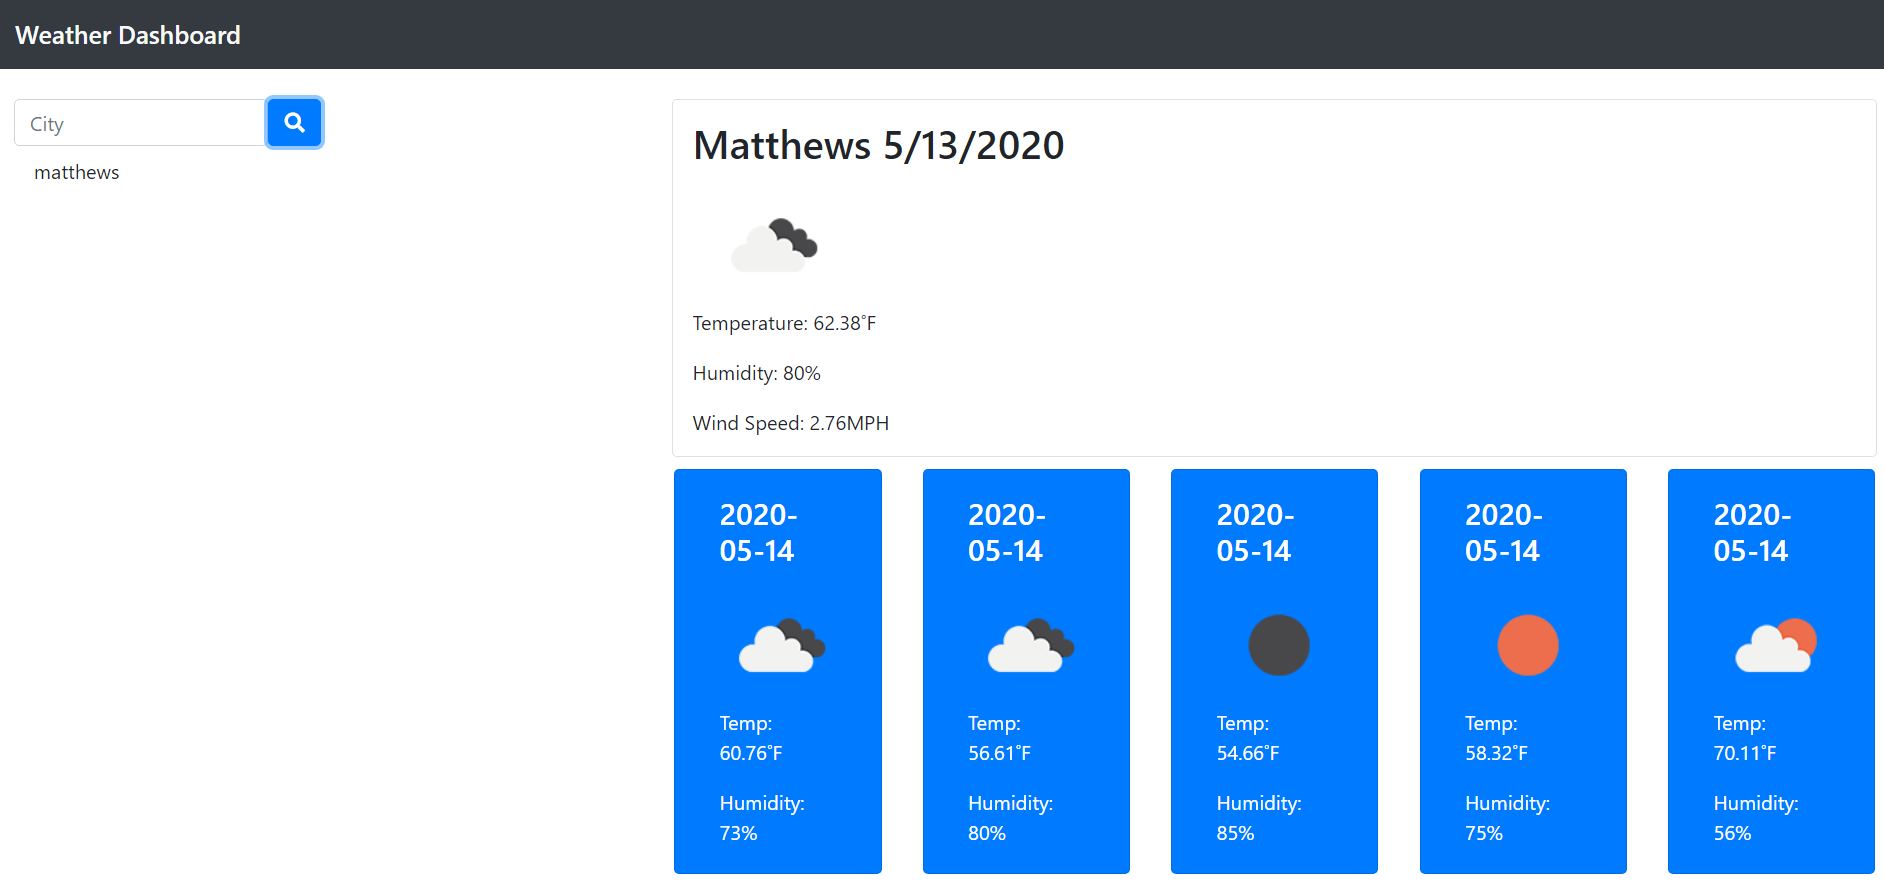 Weather Dashboard
City
matthews
Matthews 5/13/2020
Temperature: 62.38°F
Humidity: 80%
Wind Speed: 2.76MPH
2020-
05-14
Temp:
60.76°F
Humidity:
73%
2020-
05-14
Temp:
56.61°F
Humidity:
80%
2020-
05-14
Temp:
54.66°F
Humidity:
85%
2020-
05-14
Temp:
58.32°F
Humidity:
75%
2020-
05-14
Temp:
70.11°F
Humidity:
56%